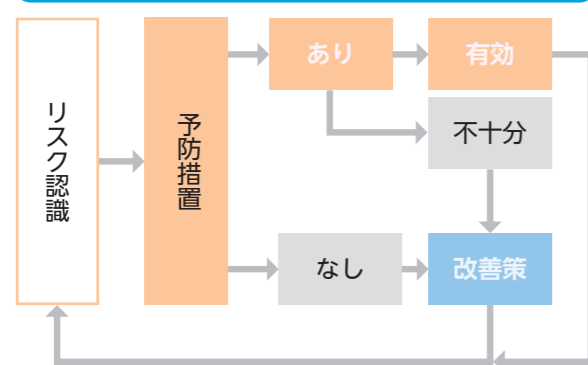 リスク認識
予防措置
あり
有効
不十分
なし
改善策